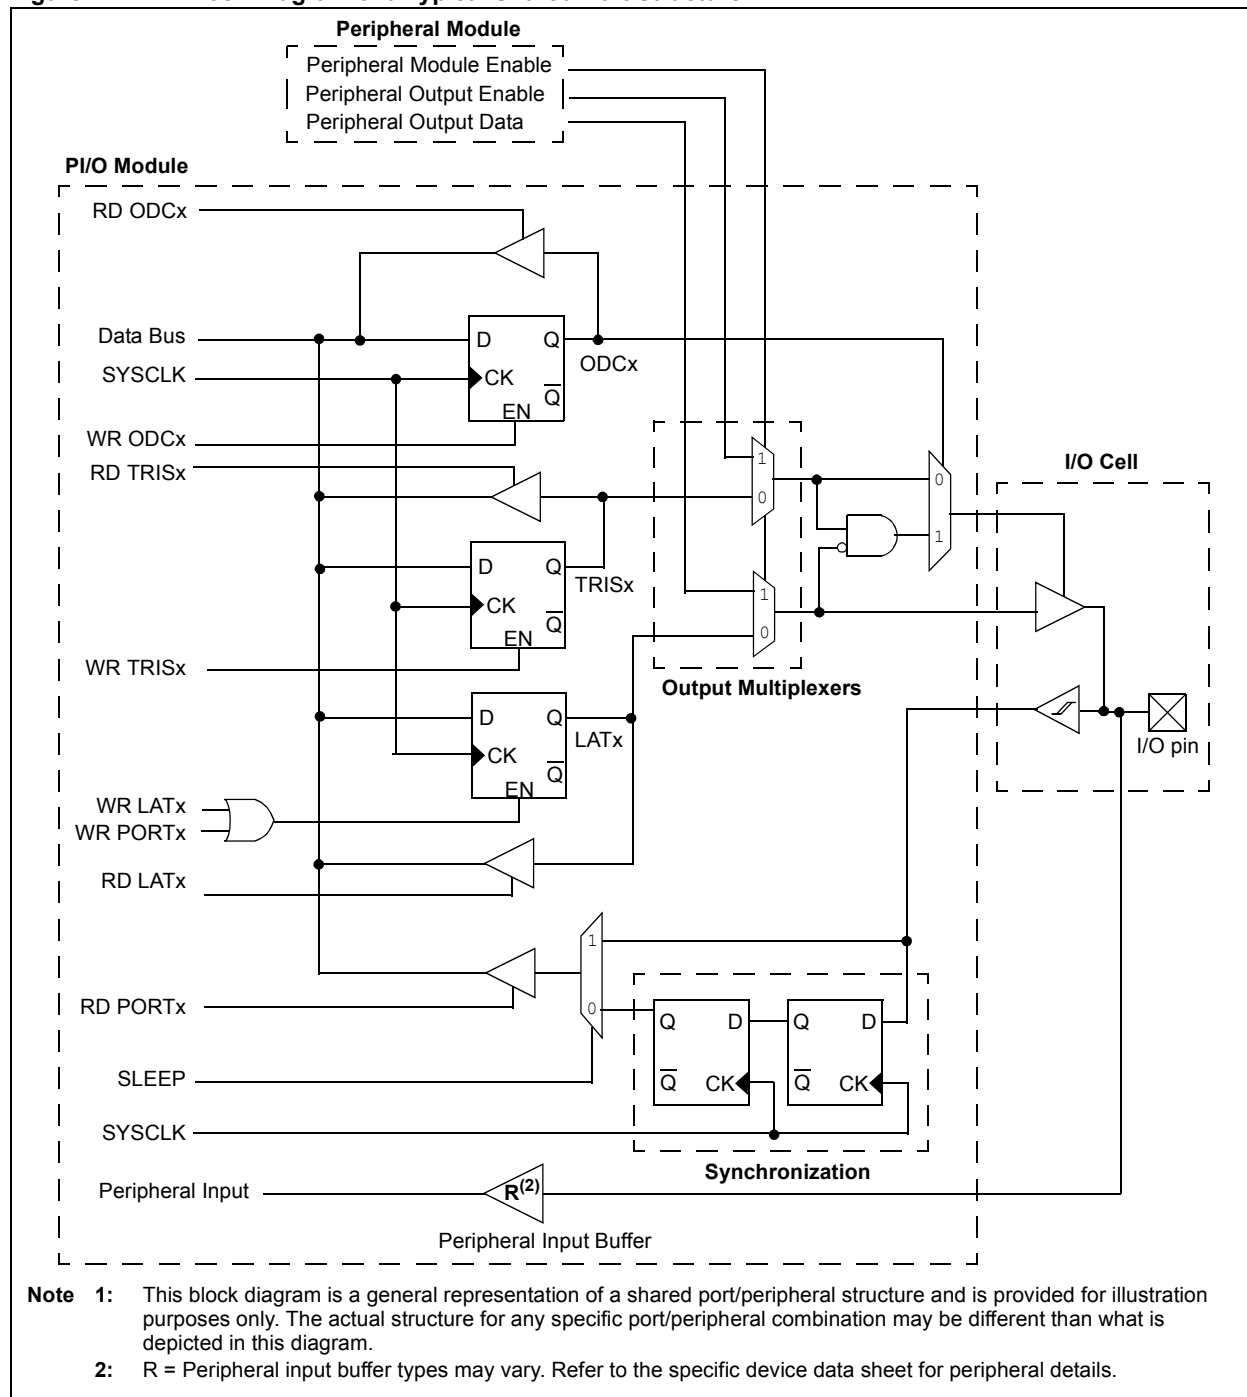 Peripheral Module
Peripheral Module Enable
Peripheral Output Enable
Peripheral Output Data
PI/O Module
RD ODCx
Data Bus
D
Q
ODCx
SYSCLK
CK
Q
EN
WR ODCx
RD TRISx
1
0
0
1
I/O Cell
D
Q
TRISx
CK
Q
EN
WR TRISx
1
0
Output Multiplexers
D
Q
LATx
CK
Q
EN
I/O pin
WR LATx
WR PORTx
RD LATx
1
0
RD PORTx
Q
D
Q
D
SLEEP
Q
CK
Q
CK
SYSCLK
Synchronization
Peripheral Input
R(2)
Peripheral Input Buffer
Note 1: This block diagram is a general representation of a shared port/peripheral structure and is provided for illustration
purposes only. The actual structure for any specific port/peripheral combination may be different than what is
depicted in this diagram.
2: R = Peripheral input buffer types may vary. Refer to the specific device data sheet for peripheral details.